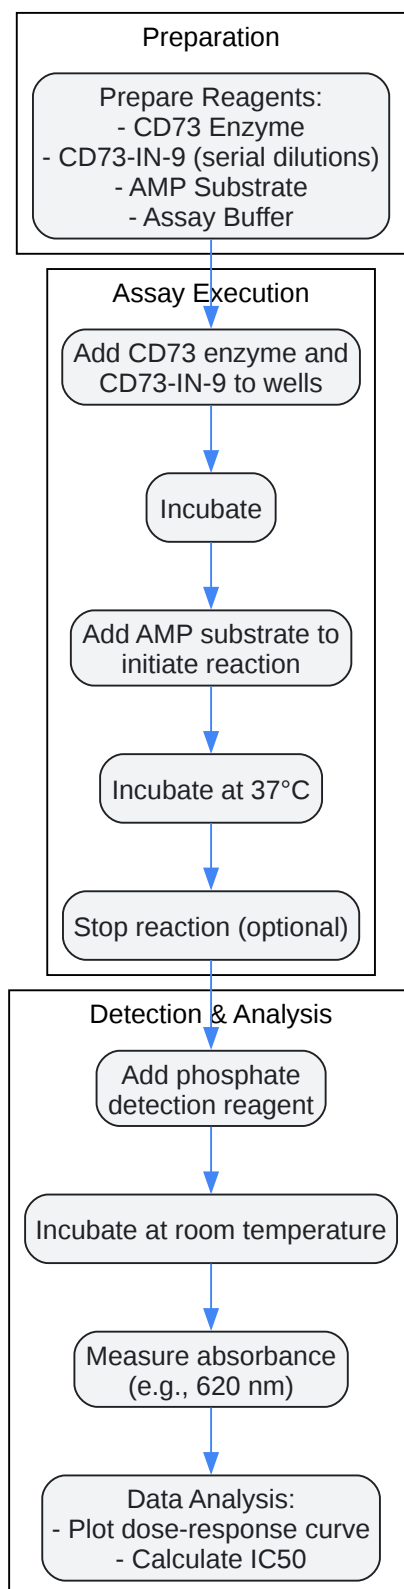 Preparation
Prepare Reagents:
- CD73 Enzyme
- CD73-IN-9 (serial dilutions)
- AMP Substrate
- Assay Buffer
Assay Execution
Add CD73 enzyme and
CD73-IN-9 to wells
Incubate
Add AMP substrate to
initiate reaction
Incubate at 37°C
Stop reaction (optional)
Detection & Analysis
Add phosphate
detection reagent
Incubate at room temperature
Measure absorbance
(e.g., 620 nm)
Data Analysis:
- Plot dose-response curve
- Calculate IC50